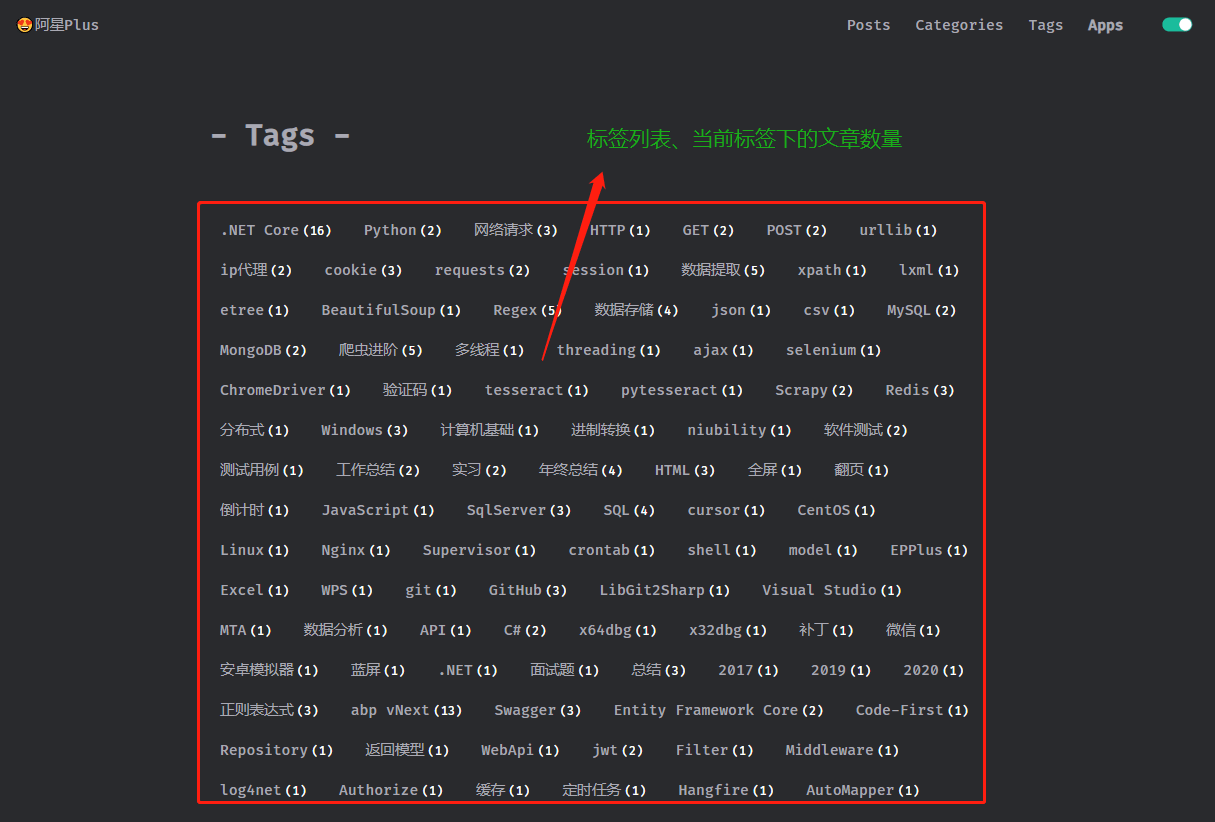 🤩阿星Plus Posts Categories Tags Apps
- Tags -
标签列表、当前标签下的文章数量
.NET Core(16) Python(2) 网络请求(3) HTTP(1) GET(2) POST(2) urllib(1)
ip代理(2) cookie(3) requests(2) session(1) 数据提取(5) xpath(1) lxml(1)
etree(1) BeautifulSoup(1) Regex(5) 数据存储(4) json(1) csv(1) MySQL(2)
MongoDB(2) 爬虫进阶(5) 多线程(1) threading(1) ajax(1) selenium(1)
ChromeDriver(1) 验证码(1) tesseract(1) pytesseract(1) Scrapy(2) Redis(3)
分布式(1) Windows(3) 计算机基础(1) 进制转换(1) niubility(1) 软件测试(2)
测试用例(1) 工作总结(2) 实习(2) 年终总结(4) HTML(3) 全屏(1) 翻页(1)
倒计时(1) JavaScript(1) SqlServer(3) SQL(4) cursor(1) CentOS(1)
Linux(1) Nginx(1) Supervisor(1) crontab(1) shell(1) model(1) EPPlus(1)
Excel(1) WPS(1) git(1) GitHub(3) LibGit2Sharp(1) Visual Studio(1)
MTA(1) 数据分析(1) API(1) C#(2) x64dbg(1) x32dbg(1) 补丁(1) 微信(1)
安卓模拟器(1) 蓝屏(1) .NET(1) 面试题(1) 总结(3) 2017(1) 2019(1) 2020(1)
正则表达式(3) abp vNext(13) Swagger(3) Entity Framework Core(2) Code-First(1)
Repository(1) 返回模型(1) WebApi(1) jwt(2) Filter(1) Middleware(1)
log4net(1) Authorize(1) 缓存(1) 定时任务(1) Hangfire(1) AutoMapper(1)